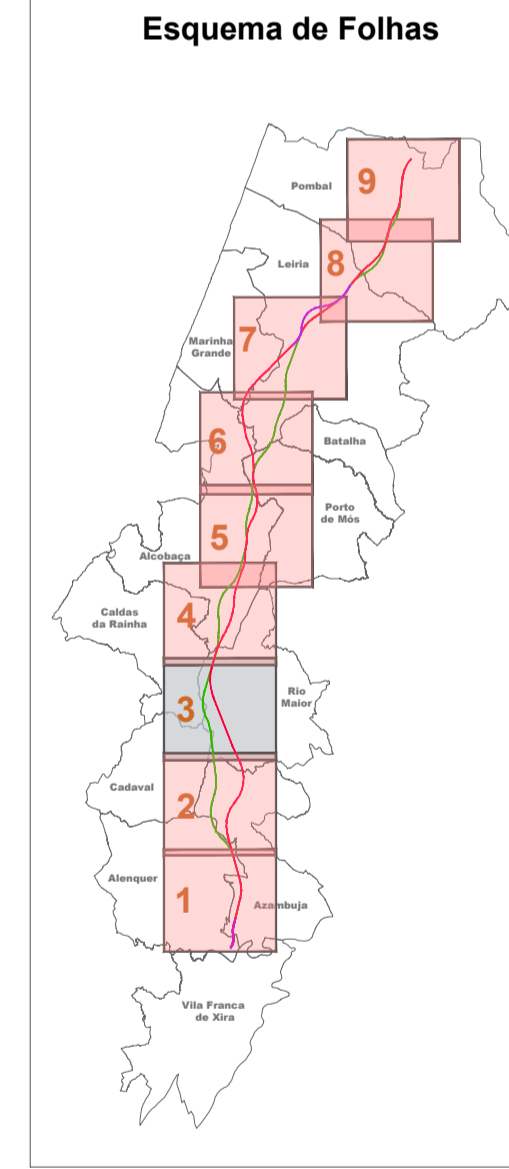 Esquema de Folhas
9
Pombal
8
Leiria
7
Marinha
Grande
6
Batalha
Porto
de Mós
5
Alcobaça
4
Caldas
da Rainha
Rio
Maior
3
Cadaval
2
Alenquer
1
Azambuja
Vila Franca
de Xira